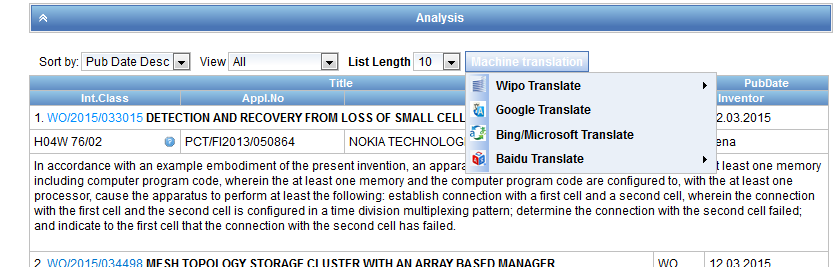 Analysis
Sort by: Pub Date Desc View All List Length 10 Machine translation
Title PubDate
Int.Class Appl.No Inventor
Wipo Translate
Google Translate
Bing/Microsoft Translate
Baidu Translate
1. WO/2015/033015 DETECTION AND RECOVERY FROM LOSS OF SMALL CELL 2.03.2015
H04W 76/02 PCT/FI2013/050864 NOKIA TECHNOLOG ena
In accordance with an example embodiment of the present invention, an appara t least one memory
including computer program code, wherein the at least one memory and the computer program code are configured to, with the at least one
processor, cause the apparatus to perform at least the following: establish connection with a first cell and a second cell, wherein the connection
with the first cell and the second cell is configured in a time division multiplexing pattern; determine the connection with the second cell failed;
and indicate to the first cell that the connection with the second cell has failed.
2. WO/2015/034498 MESH TOPOLOGY STORAGE CLUSTER WITH AN ARRAY BASED MANAGER WO 12.03.2015